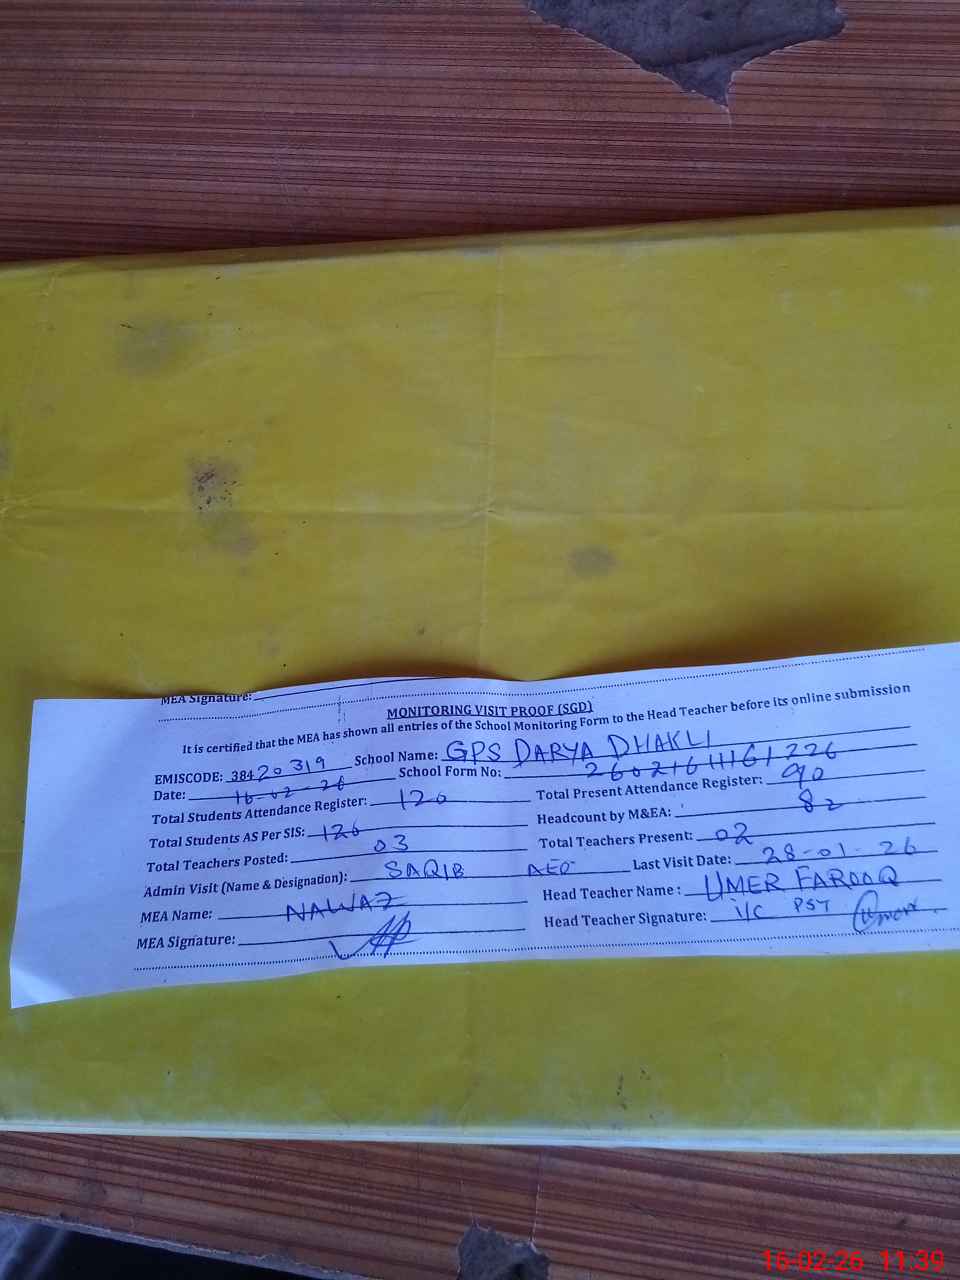 MEA Signature:
MONITORING VISIT PROOF (SGD)
It is certified that the MEA has shown all entries of the School Monitoring Form to the Head Teacher before its online submission
EMISCODE: 38420319 School Name: GPS DARYA DHAKLI
Date: 16-02-26 School Form No: 26021611161226
Total Students Attendance Register: 120 Total Present Attendance Register: 90
Total Students AS Per SIS: 126 Headcount by M&EA: 82
Total Teachers Posted: 03 Total Teachers Present: 02
Admin Visit (Name & Designation): SAQIB AEO Last Visit Date: 28-01-26
MEA Name: NAWAZ Head Teacher Name : UMER FAROOQ
MEA Signature: Head Teacher Signature: i/c PST
16-02-26 11:39